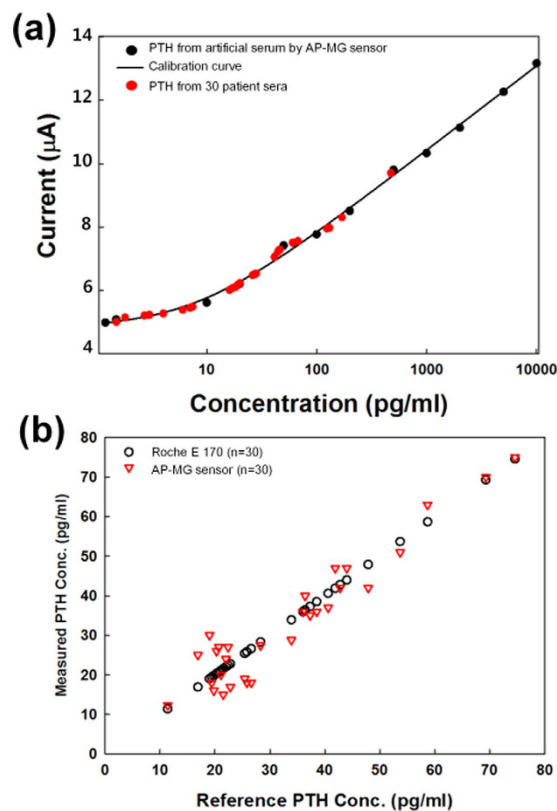 (a)
14
12
10
8
6
4
Current (μA)
PTH from artificial serum by AP-MG sensor
Calibration curve
PTH from 30 patient sera
10 100 1000 10000
Concentration (pg/ml)
(b)
80
70
60
50
40
30
20
10
0
Measured PTH Conc. (pg/ml)
Roche E 170 (n=30)
AP-MG sensor (n=30)
0 10 20 30 40 50 60 70 80
Reference PTH Conc. (pg/ml)